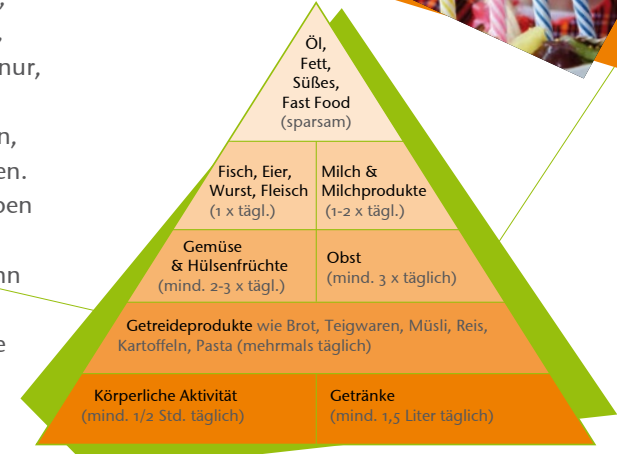 nur,
Öl,
Fett,
Süßes,
Fast Food
(sparsam)
Fisch, Eier,
Wurst, Fleisch
(1 x tägl.)
Milch &
Milchprodukte
(1-2 x tägl.)
Gemüse
& Hülsenfrüchte
(mind. 2-3 x tägl.)
Obst
(mind. 3 x täglich)
Getreideprodukte wie Brot, Teigwaren, Müsli, Reis,
Kartoffeln, Pasta (mehrmals täglich)
Körperliche Aktivität
(mind. 1/2 Std. täglich)
Getränke
(mind. 1,5 Liter täglich)